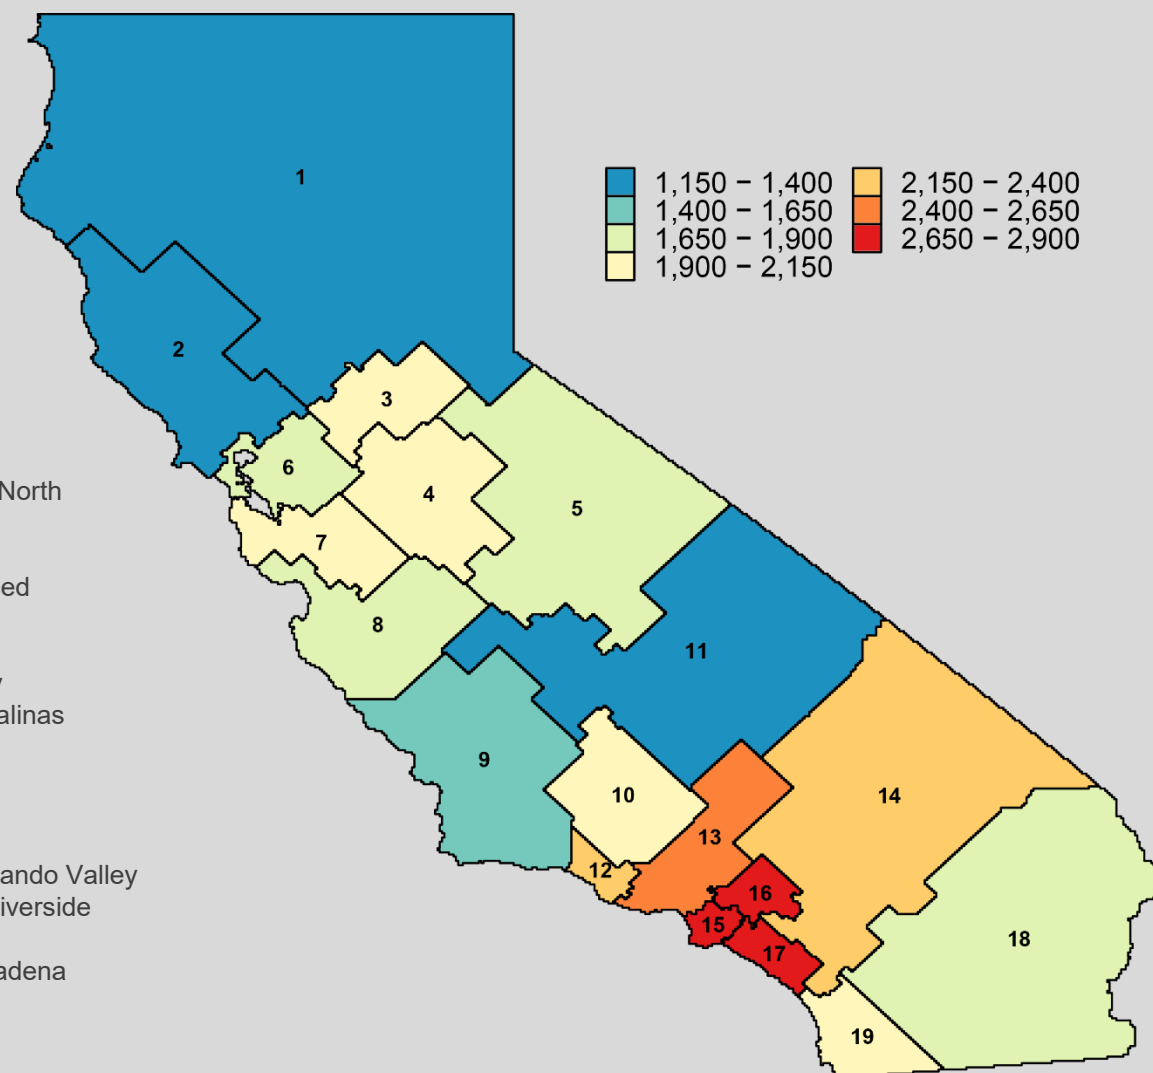 1,150 − 1,400
1,400 − 1,650
1,650 − 1,900
1,900 − 2,150
2,150 − 2,400
2,400 − 2,650
2,650 − 2,900
1
2
3
4
5
6
7
8
9
10
11
12
13
14
15
16
17
18
19
North
ed
y
alinas
ando Valley
iverside
adena